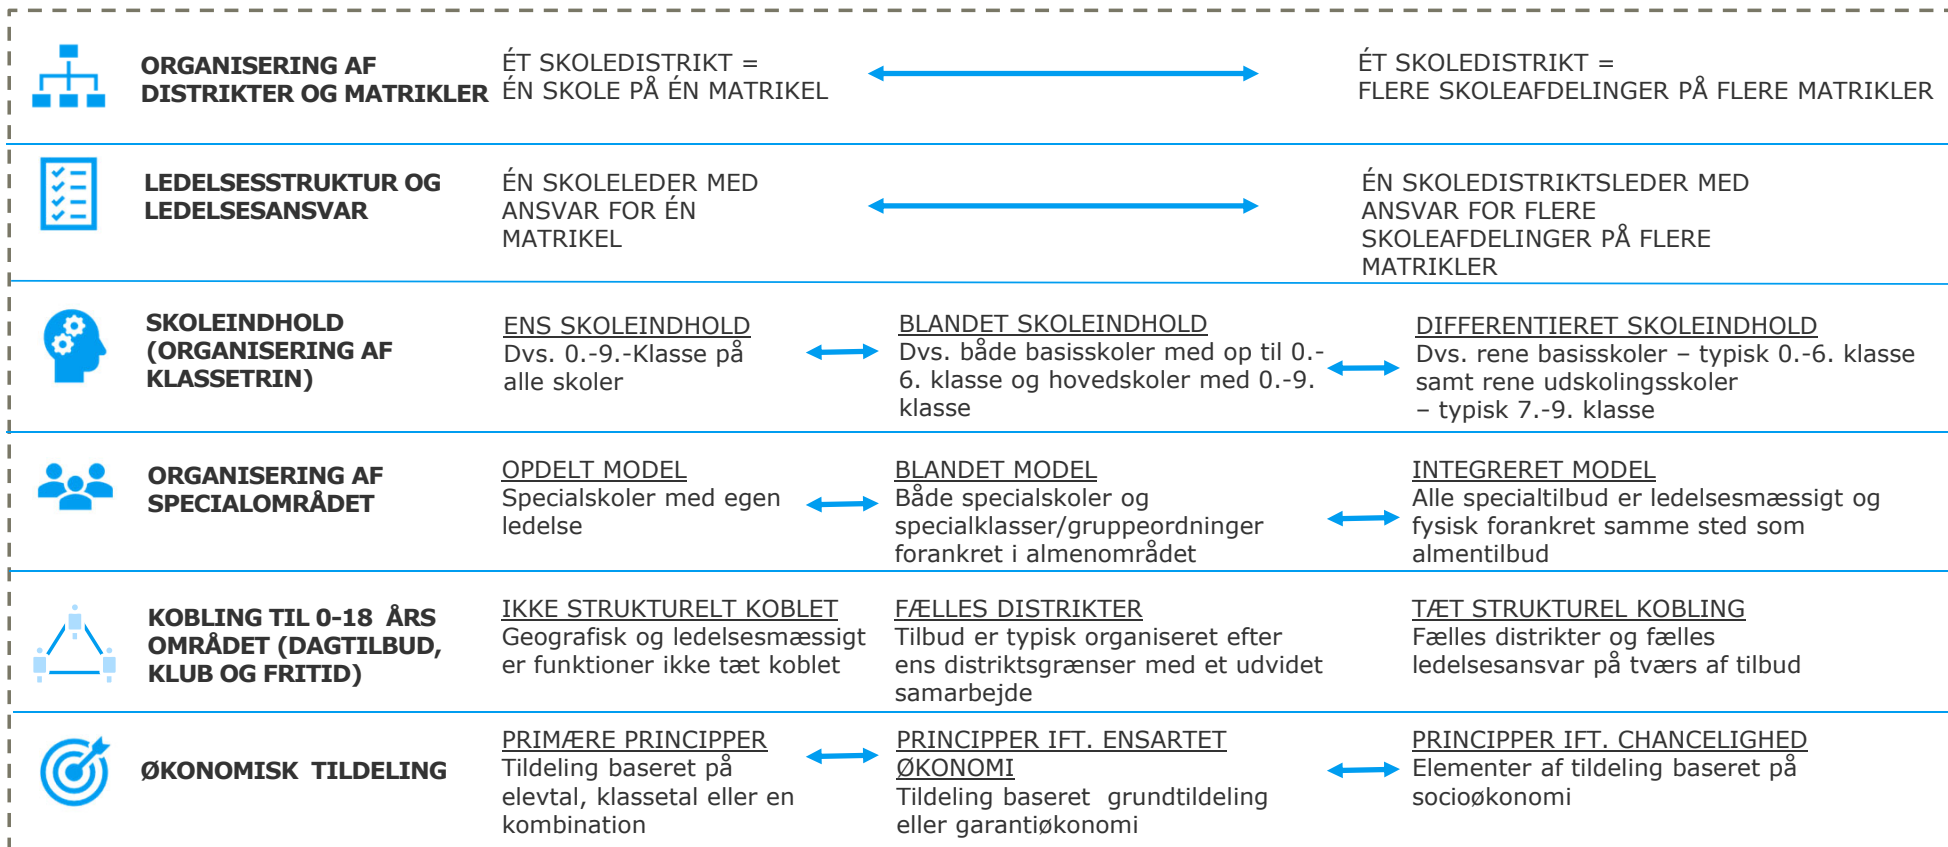 ORGANISERING AF
DISTRIKTER OG MATRIKLER
ÉT SKOLEDISTRIKT =
ÉN SKOLE PÅ ÉN MATRIKEL
ÉT SKOLEDISTRIKT =
FLERE SKOLEAFDELINGER PÅ FLERE MATRIKLER
LEDELSESSTRUKTUR OG
LEDELSESANSVAR
ÉN SKOLELEDER MED
ANSVAR FOR ÉN
MATRIKEL
ÉN SKOLEDISTRIKTSLEDER MED
ANSVAR FOR FLERE
SKOLEAFDELINGER PÅ FLERE
MATRIKLER
SKOLEINDHOLD
(ORGANISERING AF
KLASSETRIN)
ENS SKOLEINDHOLD
Dvs. 0.-9.-Klasse på
alle skoler
BLANDET SKOLEINDHOLD
Dvs. både basisskoler med op til 0.-
6. klasse og hovedskoler med 0.-9.
klasse
DIFFERENTIERET SKOLEINDHOLD
Dvs. rene basisskoler – typisk 0.-6. klasse
samt rene udskolingsskoler
– typisk 7.-9. klasse
ORGANISERING AF
SPECIALOMRÅDET
OPDELT MODEL
Specialskoler med egen
ledelse
BLANDET MODEL
Både specialskoler og
specialklasser/gruppeordninger
forankret i almenområdet
INTEGRERET MODEL
Alle specialtilbud er ledelsesmæssigt og
fysisk forankret samme sted som
almentilbud
KOBLING TIL 0-18 ÅRS
OMRÅDET (DAGTILBUD,
KLUB OG FRITID)
IKKE STRUKTURELT KOBLET
Geografisk og ledelsesmæssigt
er funktioner ikke tæt koblet
FÆLLES DISTRIKTER
Tilbud er typisk organiseret efter
ens distriktsgrænser med et udvidet
samarbejde
TÆT STRUKTUREL KOBLING
Fælles distrikter og fælles
ledelsesansvar på tværs af tilbud
ØKONOMISK TILDELING
PRIMÆRE PRINCIPPER
Tildeling baseret på
elevtal, klassetal eller en
kombination
PRINCIPPER IFT. ENSARTET
ØKONOMI
Tildeling baseret grundtildeling
eller garantiøkonomi
PRINCIPPER IFT. CHANCELIGHED
Elementer af tildeling baseret på
socioøkonomi